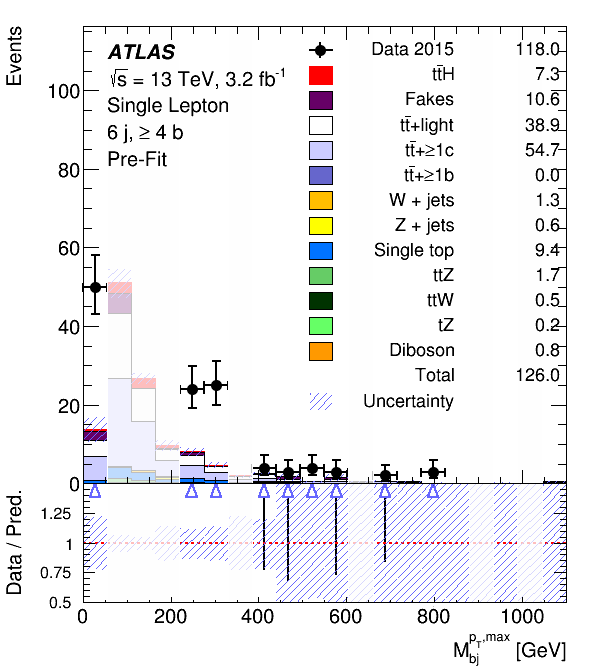 Events
ATLAS
√s = 13 TeV, 3.2 fb-1
Single Lepton
6 j, ≥ 4 b
Pre-Fit
Data 2015 118.0
tt̄H 7.3
Fakes 10.6
tt̄+light 38.9
tt̄+≥1c 54.7
tt̄+≥1b 0.0
W + jets 1.3
Z + jets 0.6
Single top 9.4
ttZ 1.7
ttW 0.5
tZ 0.2
Diboson 0.8
Total 126.0
Uncertainty
100
80
60
40
20
0
Data / Pred.
1.25
1
0.75
0.5
0 200 400 600 800 1000
M_bj^{p_T,max} [GeV]